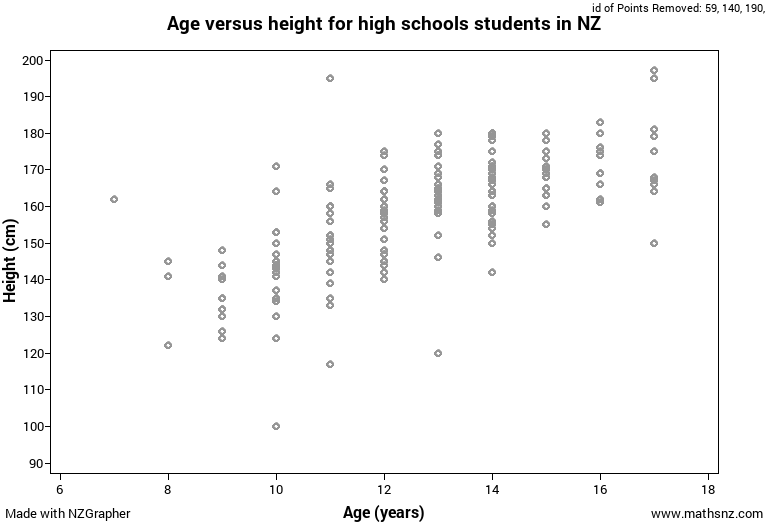 id of Points Removed: 59, 140, 190,
Age versus height for high schools students in NZ
Height (cm)
200
190
180
170
160
150
140
130
120
110
100
90
6 8 10 12 14 16 18
Age (years)
Made with NZGrapher
www.mathsnz.com